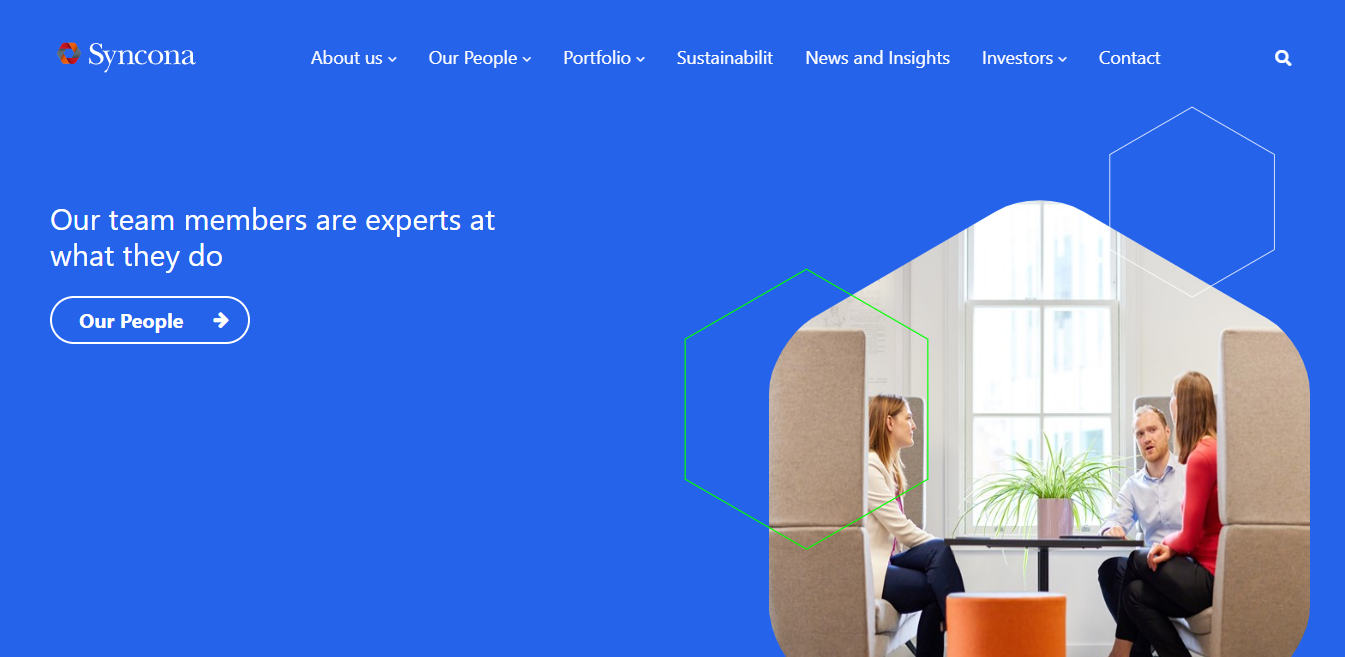 Syncona
About us
Our People
Portfolio
Sustainabilit
News and Insights
Investors
Contact
Our team members are experts at
what they do
Our People